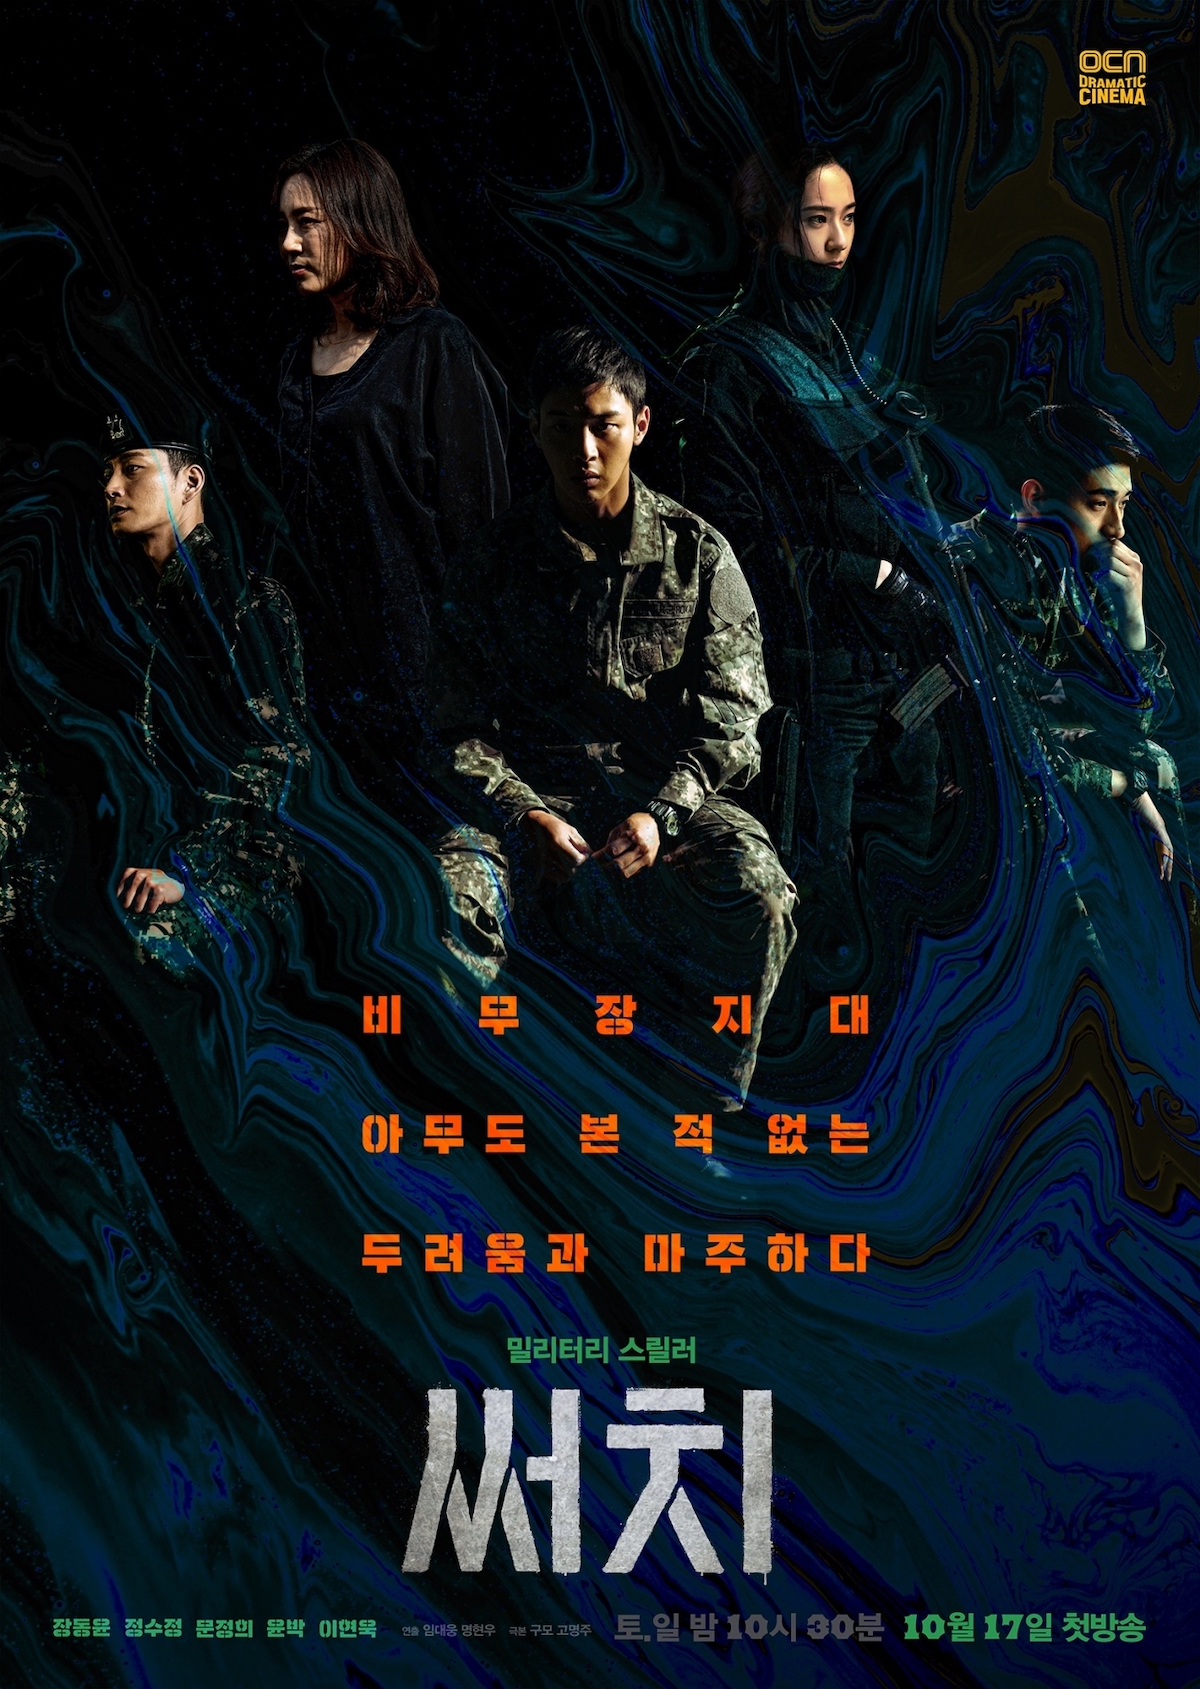 OCN
DRAMATIC
CINEMA
비무장지대
아무도 본 적 없는
두려움과 마주하다
밀리터리 스릴러
써치
장동윤 정수정 문정희 윤박 이현욱 연출 임대웅 명현우 극본 구모 고명주 토,일 밤 10시 30분 10월 17일 첫방송